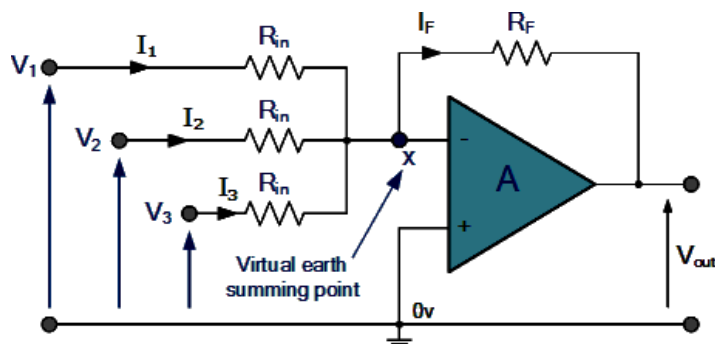 I1
Rin
IF
RF
V1
I2
Rin
V2
X
-
A
I3
Rin
V3
+
Virtual earth
summing point
Vout
0v